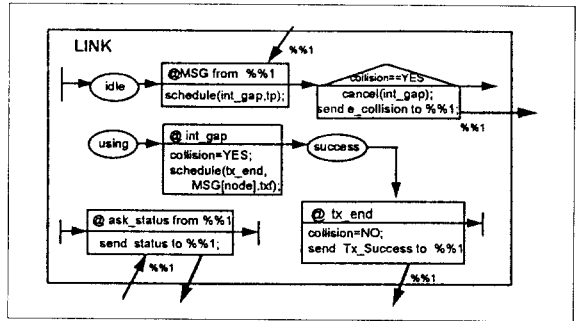 LINK
%%1
idle
@MSG from %%1
schedule(int_gap,tp);
collision==YES
cancel(int_gap);
send e_collision to %%1;
%%1
using
@ int_gap
collision=YES;
schedule(tx_end,
MSG[node],txf);
success
@ ask_status from %%1
send status to %%1;
%%1
@ tx_end
collision=NO;
send Tx_Success to %%1
%%1